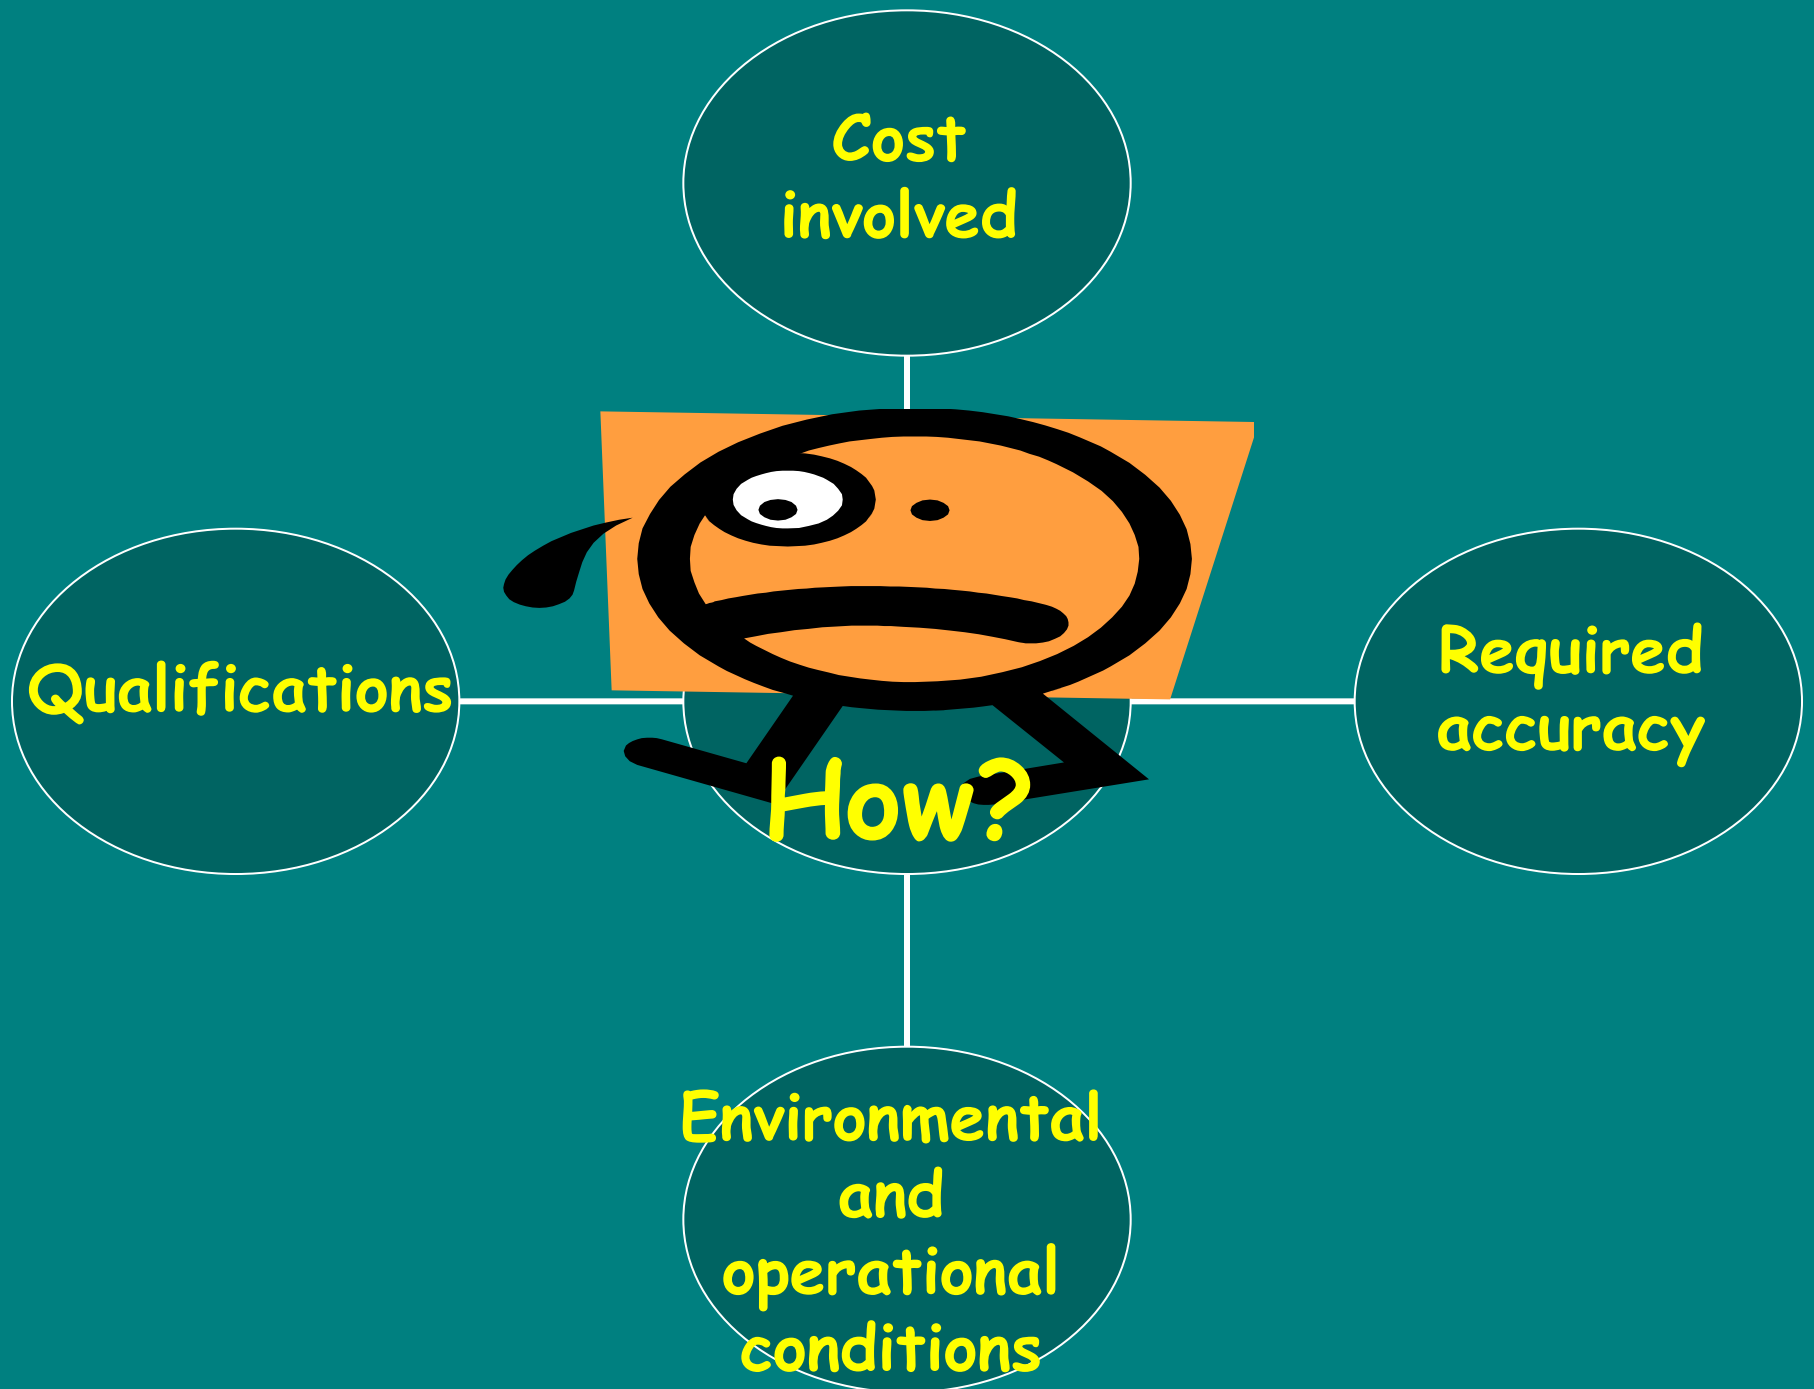 Cost
involved
Qualifications
How?
Required
accuracy
Environmental
and
operational
conditions